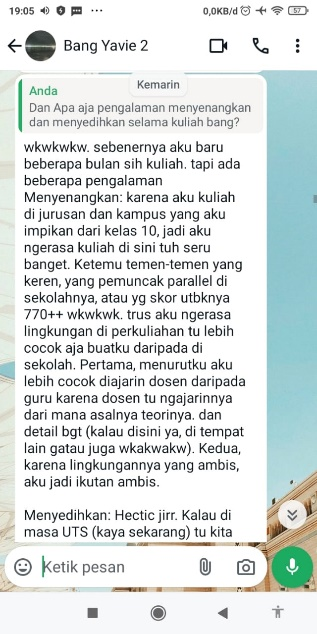 19:05
0,0KB/d
57
Bang Yavie 2
Kemarin
Anda
Dan Apa aja pengalaman menyenangkan
dan menyedihkan selama kuliah bang?
wkwkwkw. sebenernya aku baru
beberapa bulan sih kuliah. tapi ada
beberapa pengalaman
Menyenangkan: karena aku kuliah
di jurusan dan kampus yang aku
impikan dari kelas 10, jadi aku
ngerasa kuliah di sini tuh seru
banget. Ketemu temen-temen yang
keren, yang pemuncak parallel di
sekolahnya, atau yg skor utbknya
770++ wkwkwk. trus aku ngerasa
lingkungan di perkuliahan tu lebih
cocok aja buatku daripada di
sekolah. Pertama, menurutku aku
lebih cocok diajarin dosen daripada
guru karena dosen tu ngajarinnya
dari mana asalnya teorinya. dan
detail bgt (kalau disini ya, di tempat
lain gatau juga wkakwakw). Kedua,
karena lingkungannya yang ambis,
aku jadi ikutan ambis.
Menyedihkan: Hectic jirr. Kalau di
masa UTS (kaya sekarang) tu kita
Ketik pesan